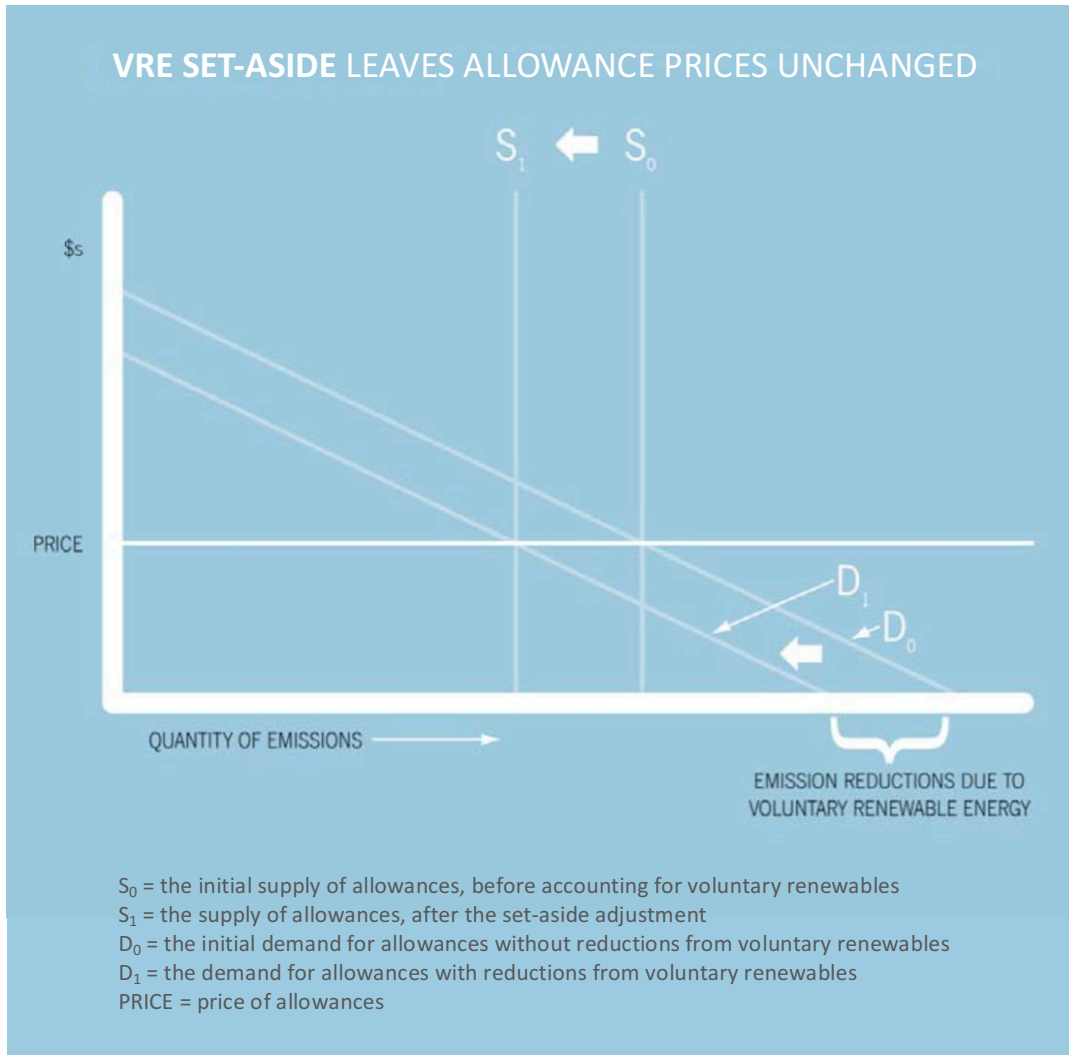 VRE SET-ASIDE LEAVES ALLOWANCE PRICES UNCHANGED
S₁ S₀
$s
PRICE
D₁
D₀
QUANTITY OF EMISSIONS
EMISSION REDUCTIONS DUE TO
VOLUNTARY RENEWABLE ENERGY
S₀ = the initial supply of allowances, before accounting for voluntary renewables
S₁ = the supply of allowances, after the set-aside adjustment
D₀ = the initial demand for allowances without reductions from voluntary renewables
D₁ = the demand for allowances with reductions from voluntary renewables
PRICE = price of allowances